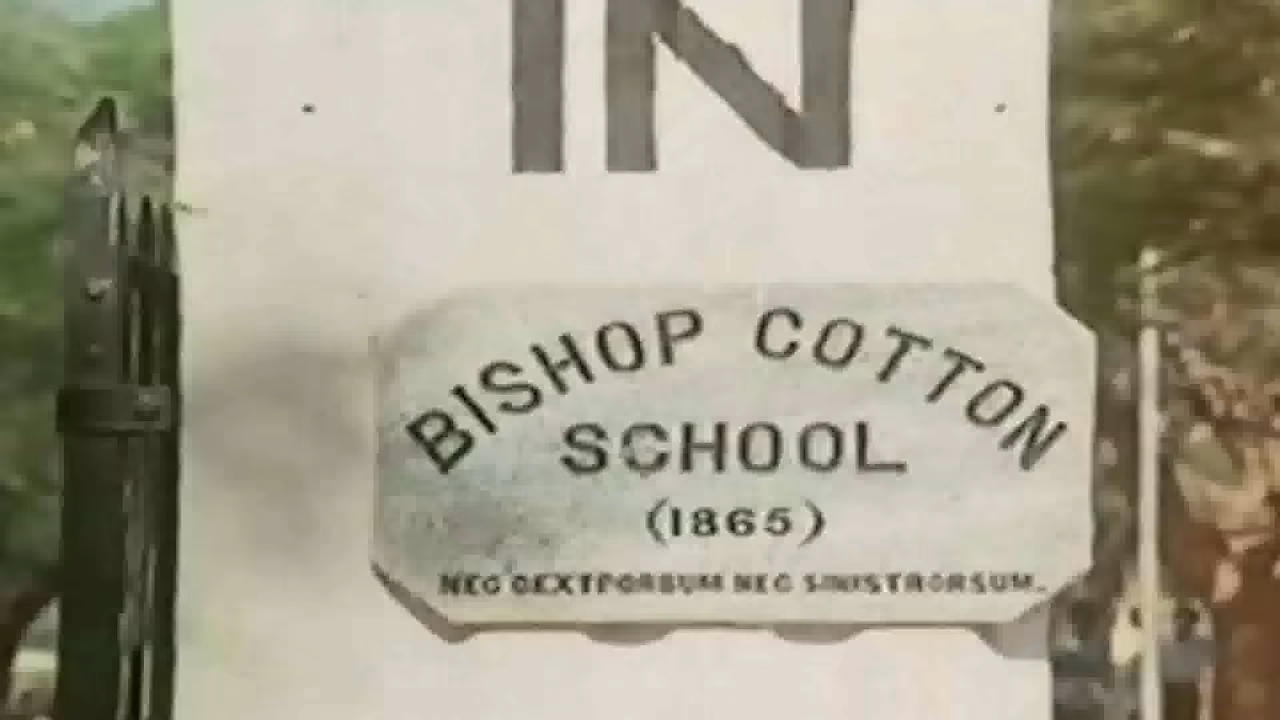 IN
BISHOP COTTON
SCHOOL
(1865)
NEC DEXTRORSUM NEC SINISTRORSUM.